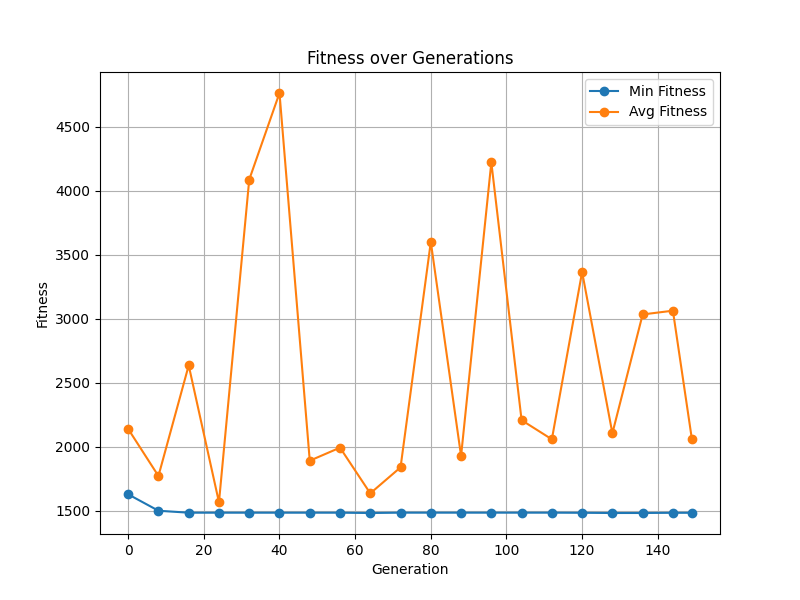 Fitness over Generations
Min Fitness
Avg Fitness
4500
4000
3500
3000
2500
2000
1500
Fitness
0 20 40 60 80 100 120 140
Generation